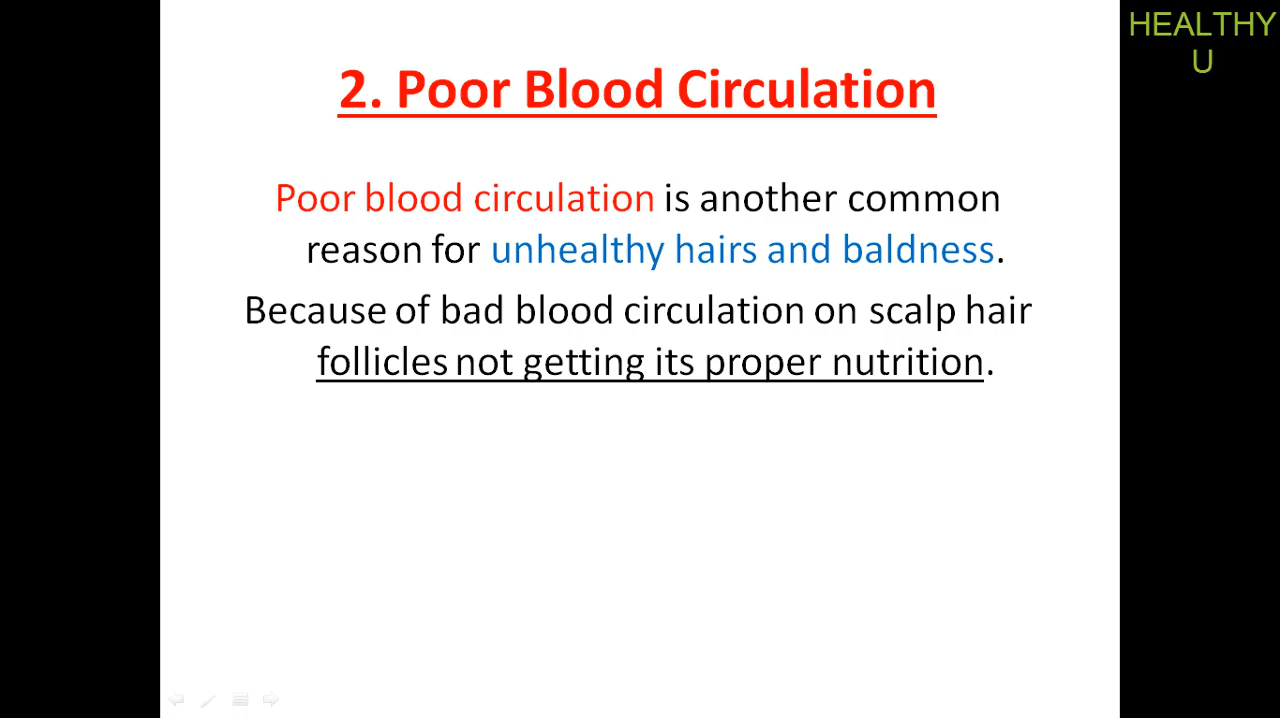 HEALTHY
U
2. Poor Blood Circulation
Poor blood circulation is another common
reason for unhealthy hairs and baldness.
Because of bad blood circulation on scalp hair
follicles not getting its proper nutrition.